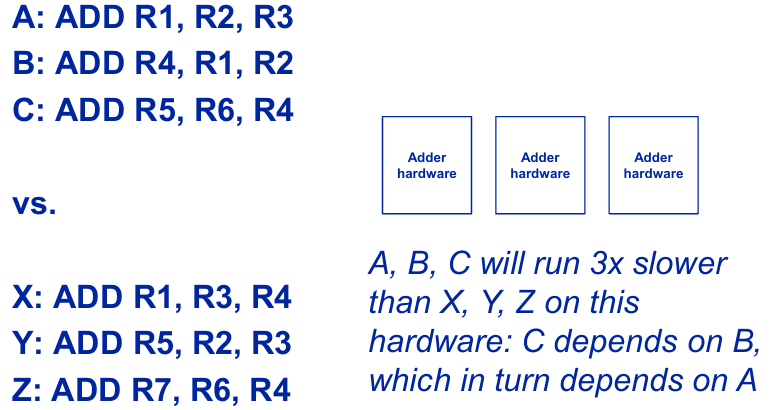 A: ADD R1, R2, R3
B: ADD R4, R1, R2
C: ADD R5, R6, R4
vs.
X: ADD R1, R3, R4
Y: ADD R5, R2, R3
Z: ADD R7, R6, R4
Adder
hardware
Adder
hardware
Adder
hardware
A, B, C will run 3x slower
than X, Y, Z on this
hardware: C depends on B,
which in turn depends on A